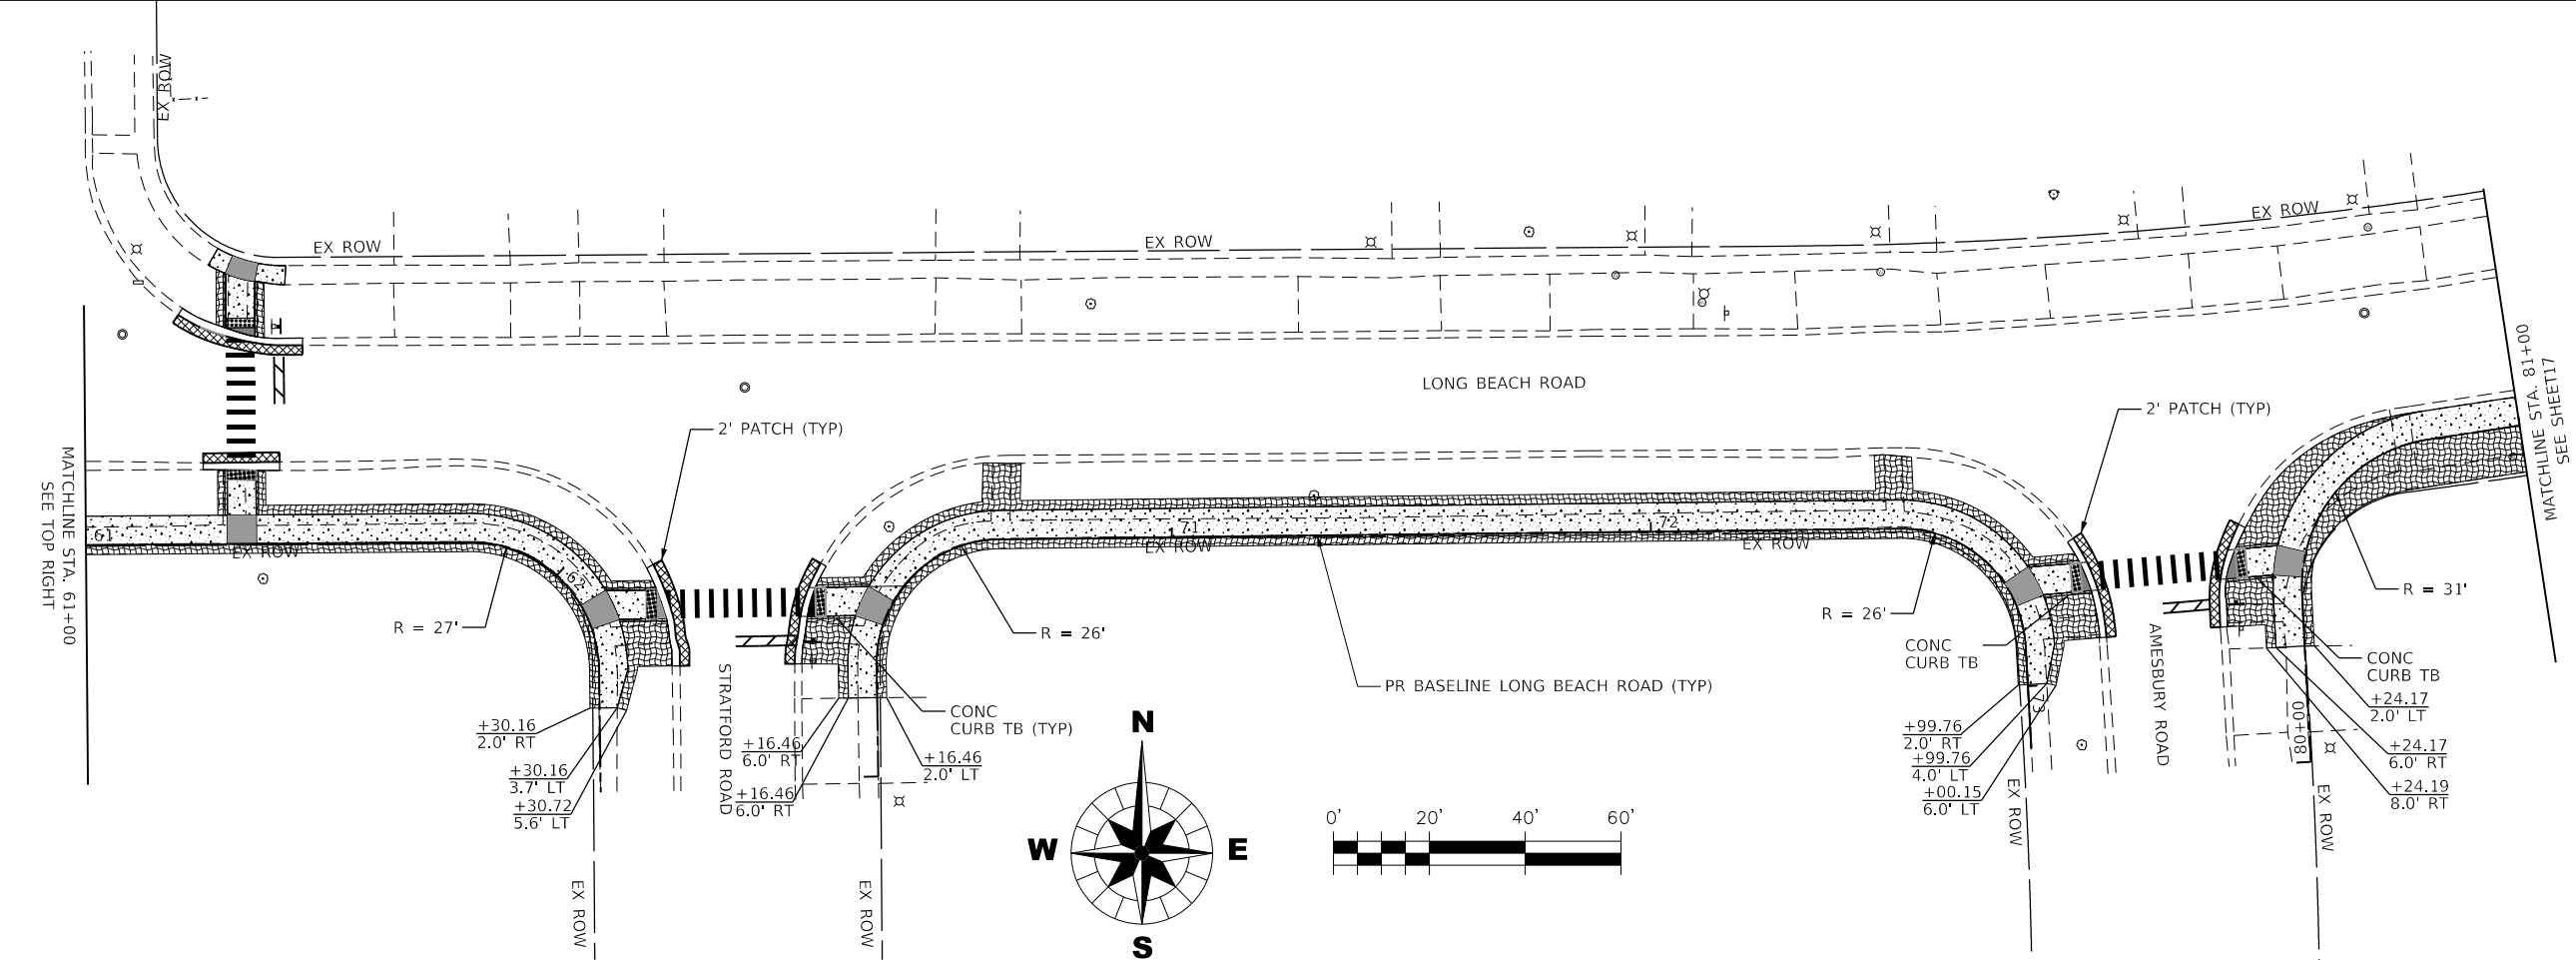 EX ROW
EX ROW
EX ROW
EX ROW
LONG BEACH ROAD
2' PATCH (TYP)
2' PATCH (TYP)
MATCHLINE STA. 61+00
SEE TOP RIGHT
MATCHLINE STA. 81+00
SEE SHEET17
61
EX ROW
62
71
EX ROW
72
EX ROW
R = 27'
R = 26'
R = 26'
R = 31'
CONC
CURB TB
CONC
CURB TB
PR BASELINE LONG BEACH ROAD (TYP)
CONC
CURB TB (TYP)
STRATFORD ROAD
AMESBURY ROAD
+30.16
2.0' RT
+30.16
3.7' LT
+30.72
5.6' LT
+16.46
6.0' RT
+16.46
6.0' RT
+16.46
2.0' LT
+99.76
2.0' RT
+99.76
4.0' LT
+00.15
6.0' LT
73
80+00
+24.17
2.0' LT
+24.17
6.0' RT
+24.19
8.0' RT
N
W
E
S
0'
20'
40'
60'
EX ROW
EX ROW
EX ROW
EX ROW